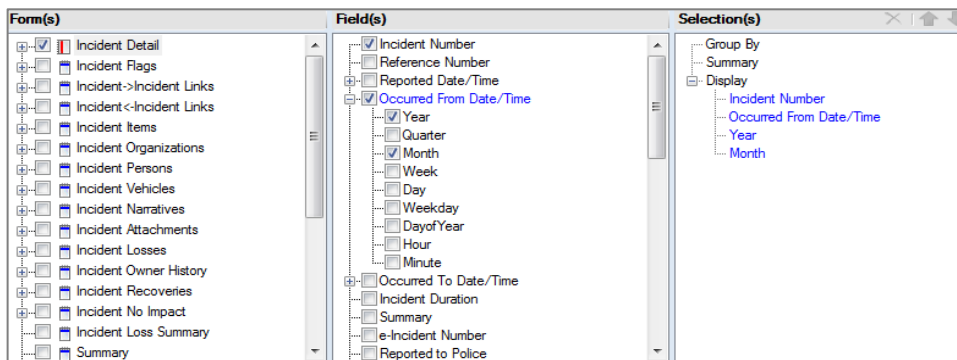 Form(s)
Incident Detail
Incident Flags
Incident->Incident Links
Incident<-Incident Links
Incident Items
Incident Organizations
Incident Persons
Incident Vehicles
Incident Narratives
Incident Attachments
Incident Losses
Incident Owner History
Incident Recoveries
Incident No Impact
Incident Loss Summary
Summary
Field(s)
Incident Number
Reference Number
Reported Date/Time
Occurred From Date/Time
Year
Quarter
Month
Week
Day
Weekday
DayofYear
Hour
Minute
Occurred To Date/Time
Incident Duration
Summary
e-Incident Number
Reported to Police
Selection(s)
Group By
Summary
Display
Incident Number
Occurred From Date/Time
Year
Month